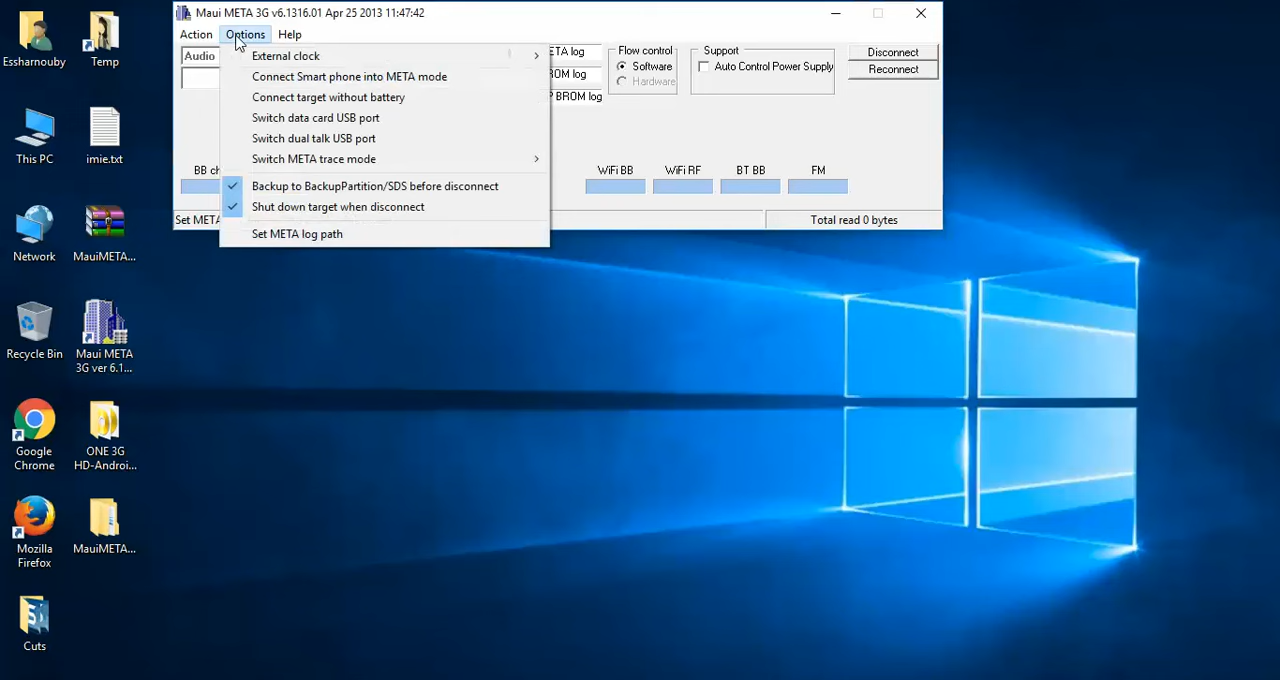 Maui META 3G v6.1316.01 Apr 25 2013 11:47:42
Action Options Help
Audio
External clock
Connect Smart phone into META mode
Connect target without battery
Switch data card USB port
Switch dual talk USB port
Switch META trace mode
Backup to BackupPartition/SDS before disconnect
Shut down target when disconnect
Set META log path
ETA log
ROM log
P BROM log
Flow control
Software
Hardware
Support
Auto Control Power Supply
Disconnect
Reconnect
BB ch
WiFi BB WiFi RF BT BB FM
Set META
Total read 0 bytes
Essharnouby
Temp
This PC
imie.txt
Network
MauiMETA...
Recycle Bin
Maui META
3G ver 6.1...
Google
Chrome
ONE 3G
HD-Androi...
Mozilla
Firefox
MauiMETA...
Cuts